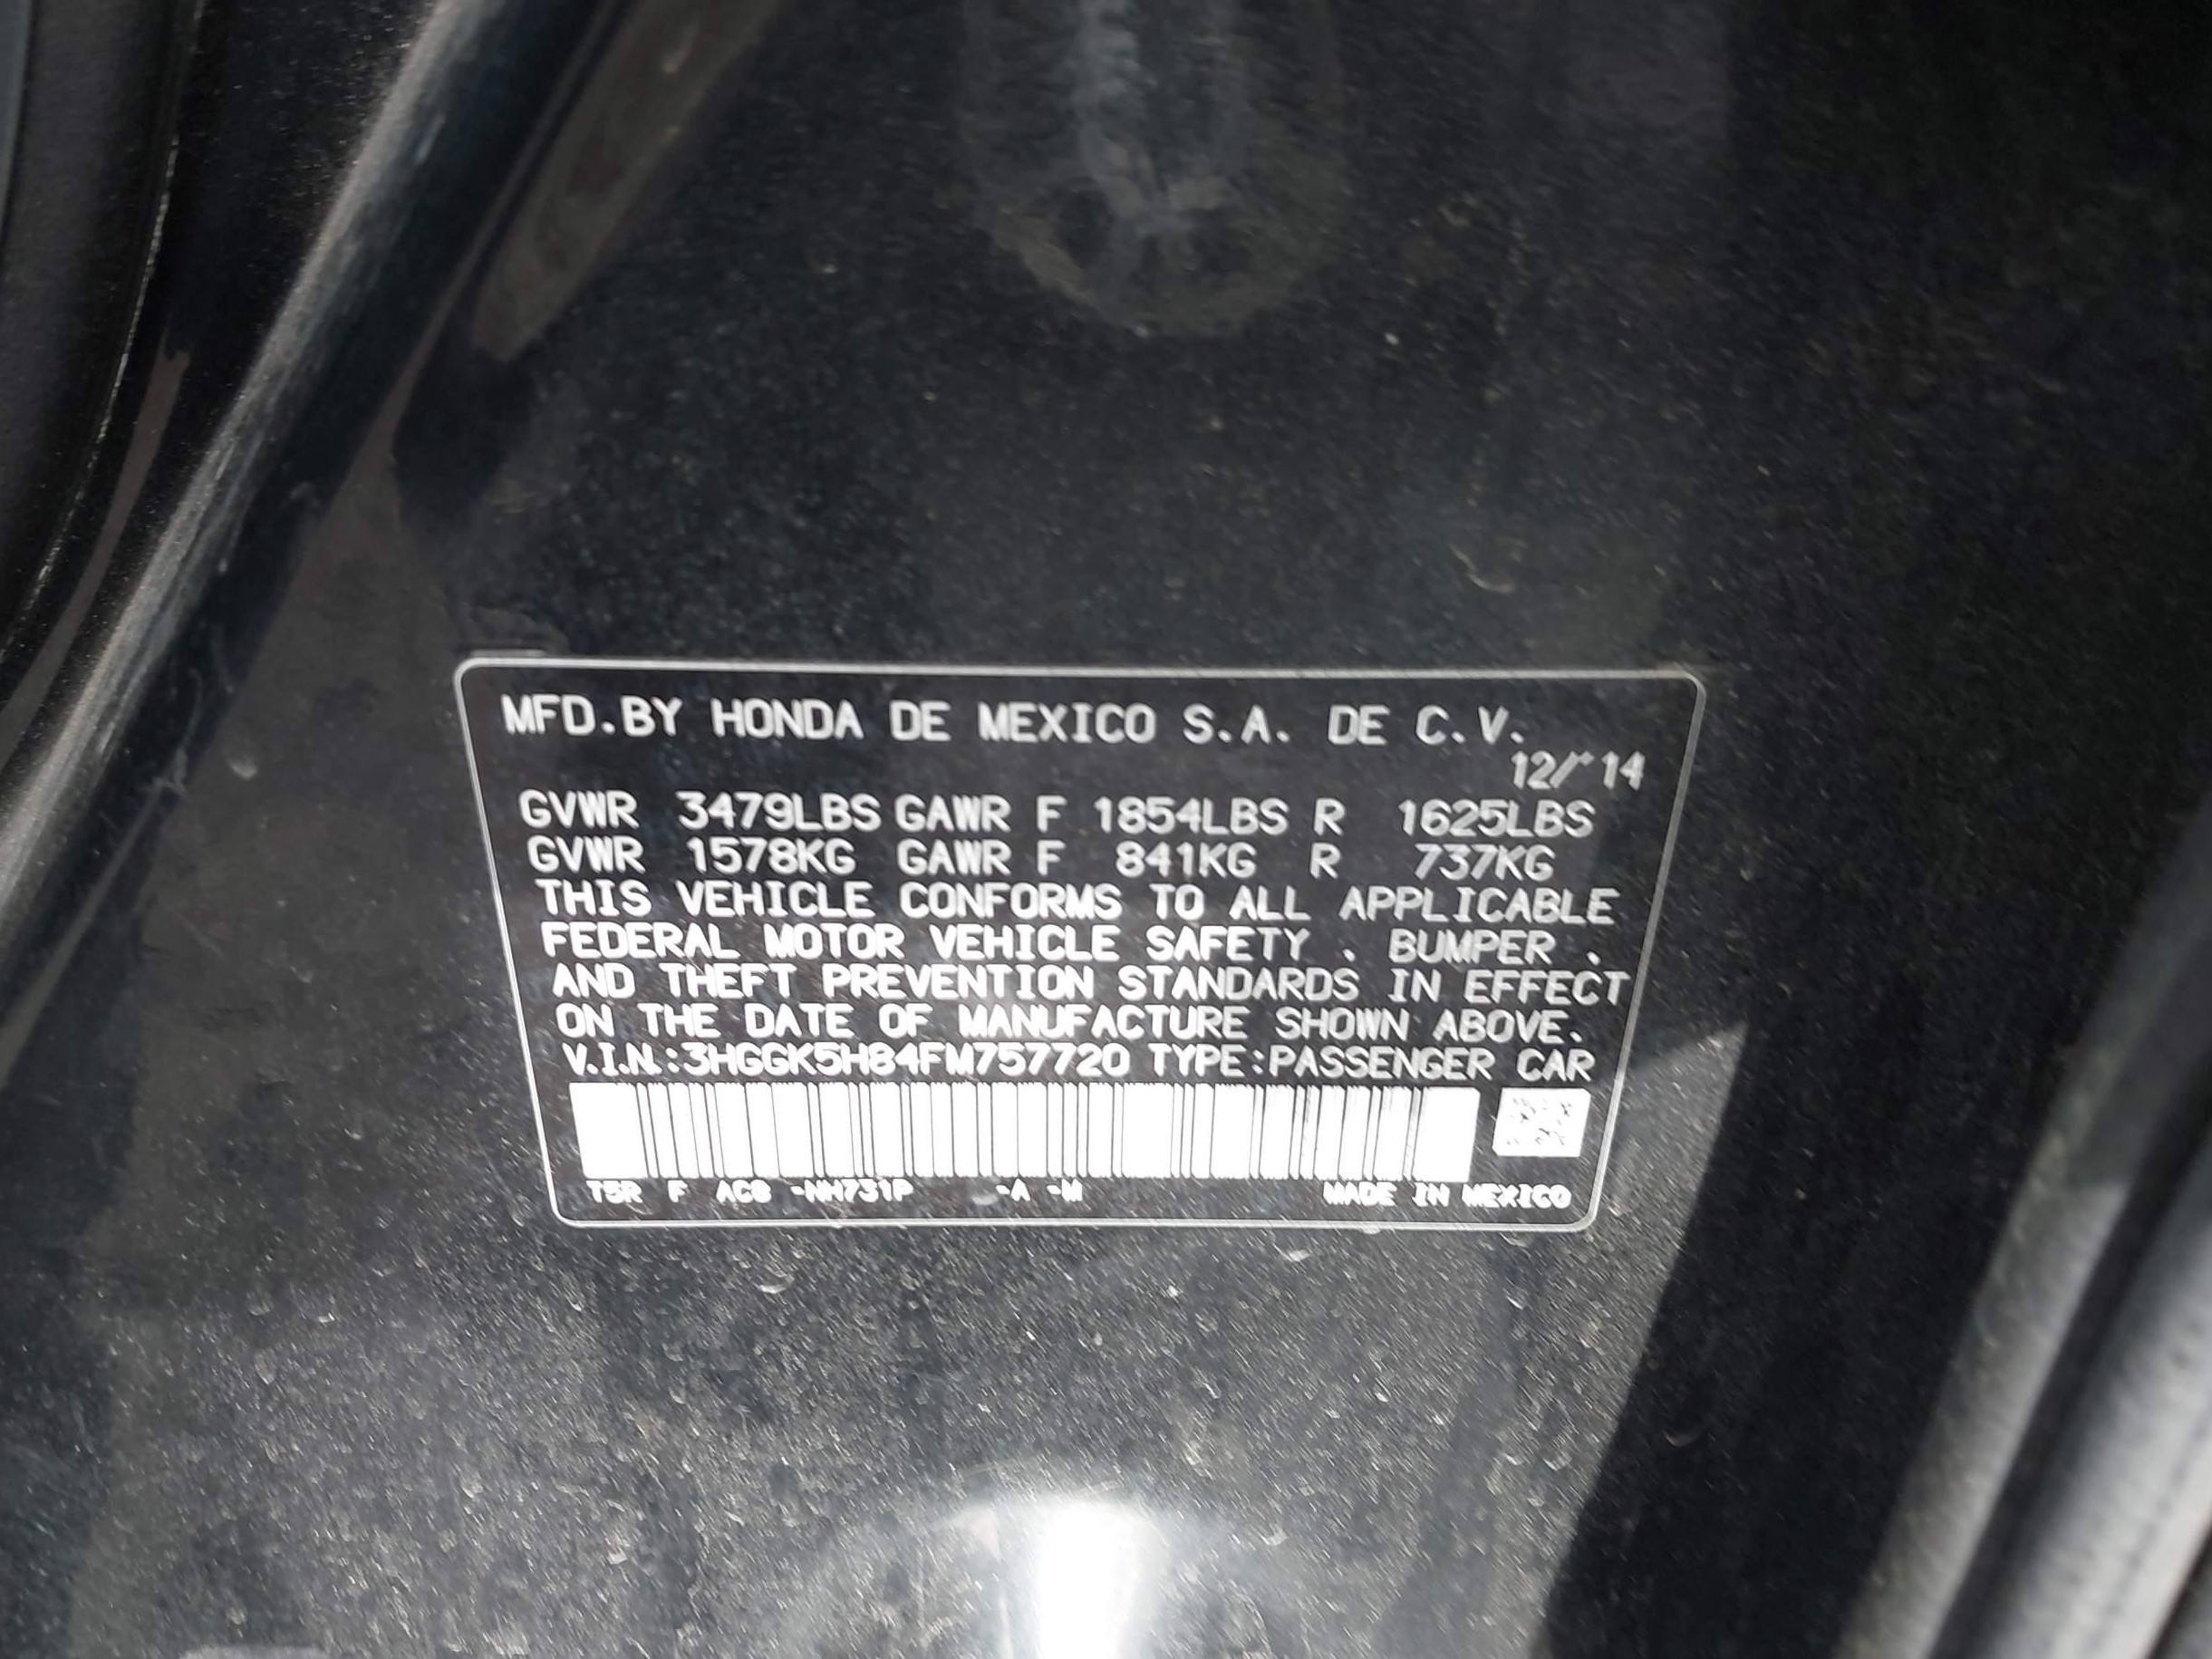 MFD.BY HONDA DE MEXICO S.A. DE C.V.
12/'14
GVWR 3479LBS GAWR F 1854LBS R 1625LBS
GVWR 1578KG GAWR F 841KG R 737KG
THIS VEHICLE CONFORMS TO ALL APPLICABLE
FEDERAL MOTOR VEHICLE SAFETY , BUMPER ,
AND THEFT PREVENTION STANDARDS IN EFFECT
ON THE DATE OF MANUFACTURE SHOWN ABOVE.
V.I.N.:3HGGK5H84FM757720 TYPE:PASSENGER CAR
T5R F AC8 -NH731P -A -M MADE IN MEXICO